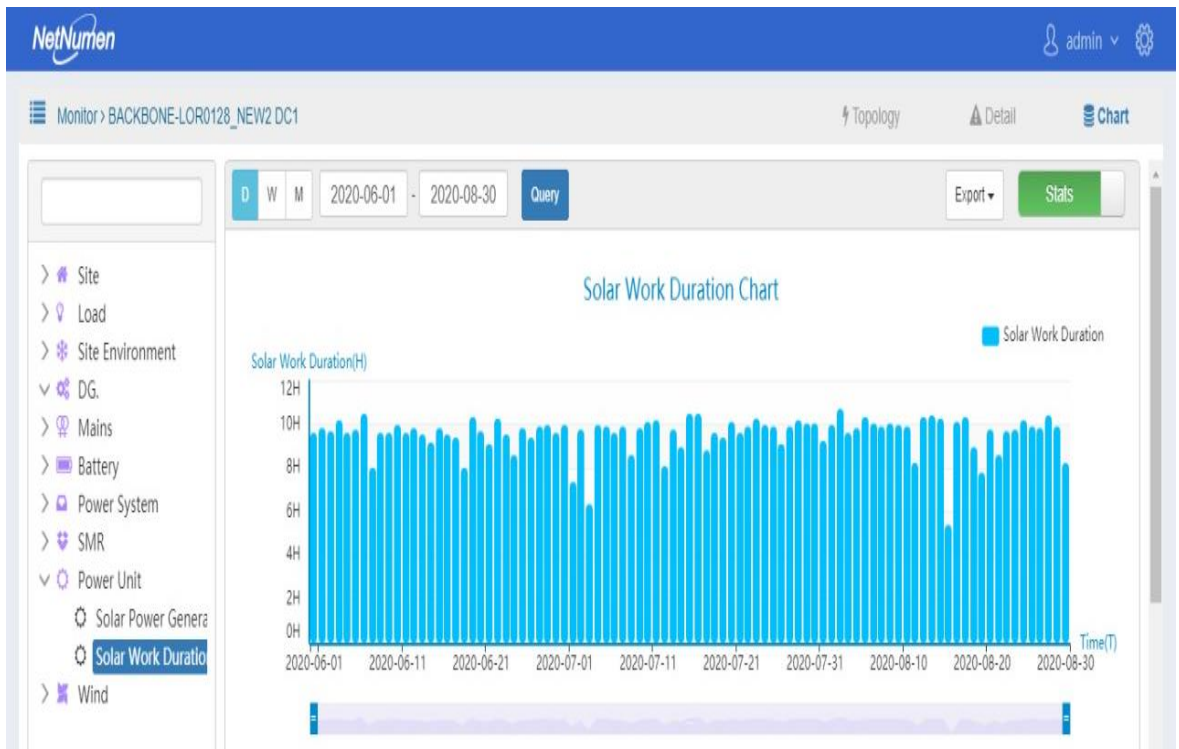 NetNumen
admin
Monitor > BACKBONE-LOR0128_NEW2 DC1
Topology
Detail
Chart
D W M 2020-06-01 - 2020-08-30 Query
Export
Stats
Site
Load
Site Environment
DG.
Mains
Battery
Power System
SMR
Power Unit
Solar Power Genera
Solar Work Duratio
Wind
Solar Work Duration Chart
Solar Work Duration
Solar Work Duration(H)
12H
10H
8H
6H
4H
2H
0H
Time(T)
2020-06-01 2020-06-11 2020-06-21 2020-07-01 2020-07-11 2020-07-21 2020-07-31 2020-08-10 2020-08-20 2020-08-30